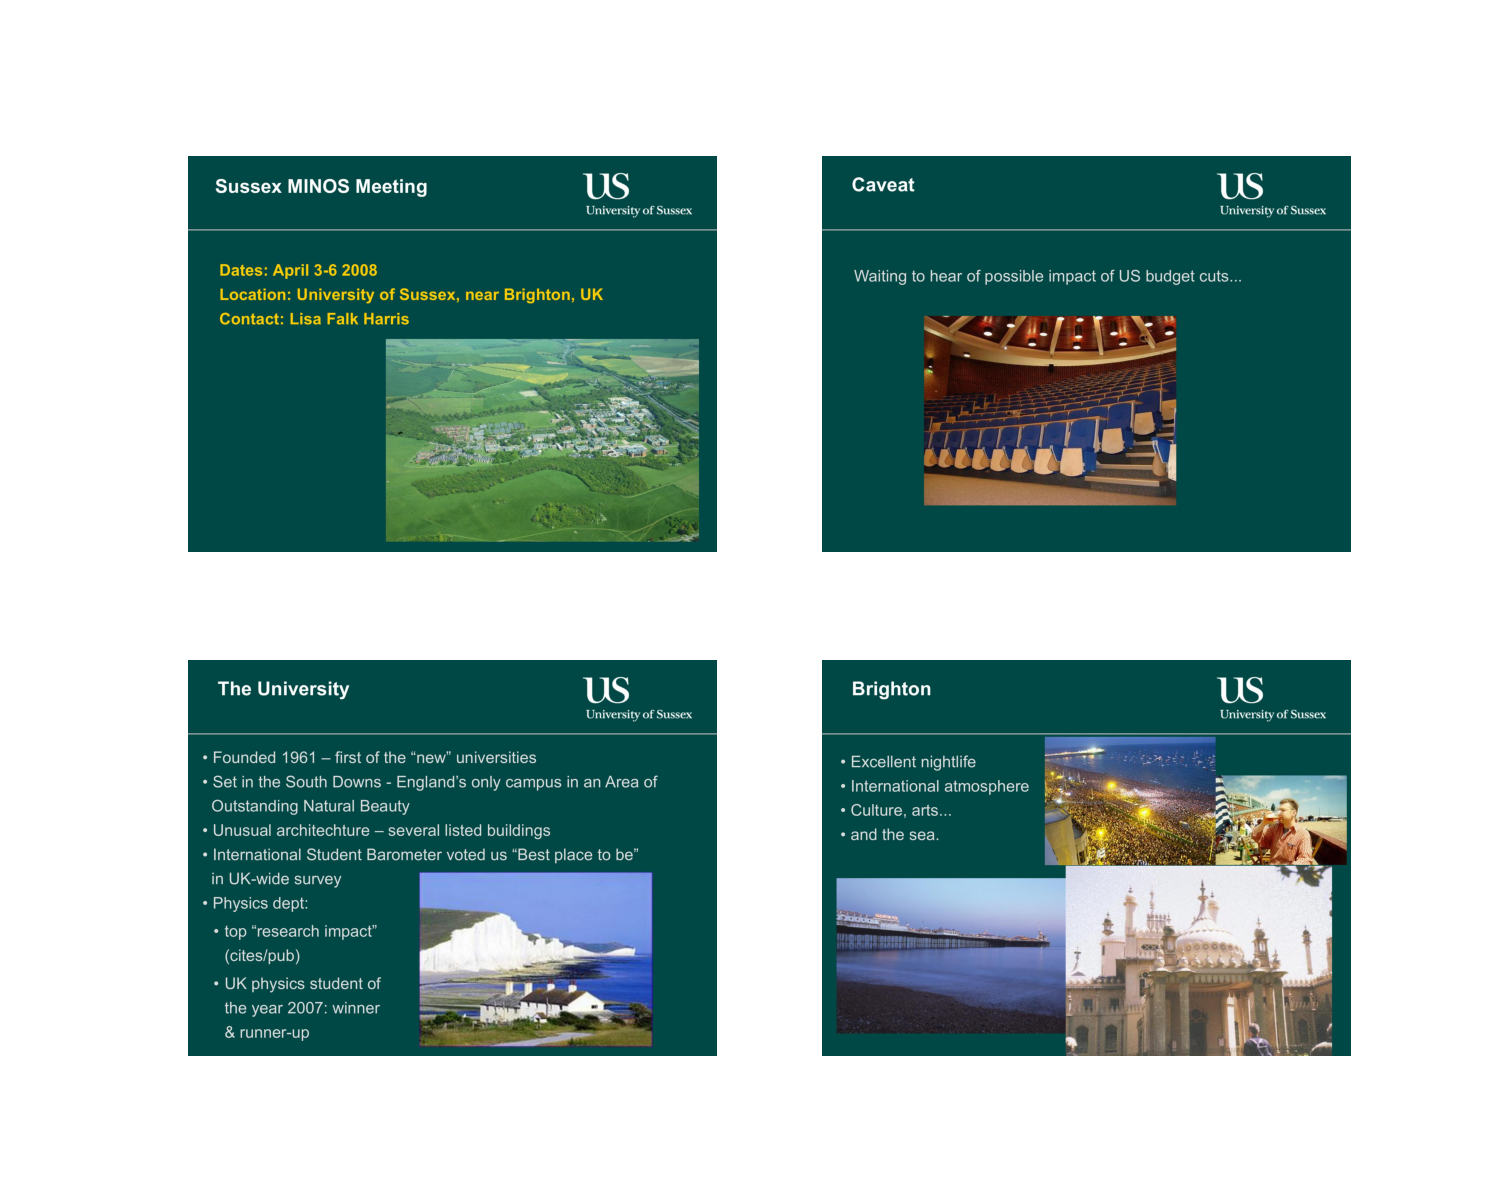 Sussex MINOS Meeting
US
University of Sussex
Dates: April 3-6 2008
Location: University of Sussex, near Brighton, UK
Contact: Lisa Falk Harris
Caveat
US
University of Sussex
Waiting to hear of possible impact of US budget cuts...
The University
US
University of Sussex
• Founded 1961 – first of the “new” universities
• Set in the South Downs - England’s only campus in an Area of
Outstanding Natural Beauty
• Unusual architechture – several listed buildings
• International Student Barometer voted us “Best place to be”
in UK-wide survey
• Physics dept:
• top “research impact”
(cites/pub)
• UK physics student of
the year 2007: winner
& runner-up
Brighton
US
University of Sussex
• Excellent nightlife
• International atmosphere
• Culture, arts...
• and the sea.